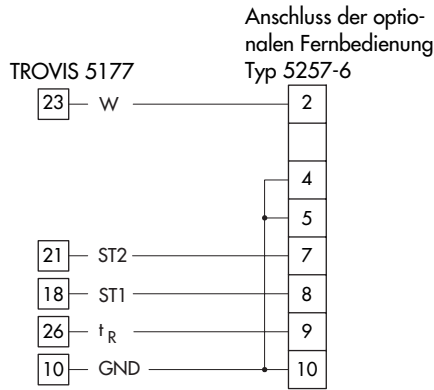 Anschluss der optio-
nalen Fernbedienung
TROVIS 5177 Typ 5257-6
23 W 2
4
5
21 ST2 7
18 ST1 8
26 t R 9
10 GND 10